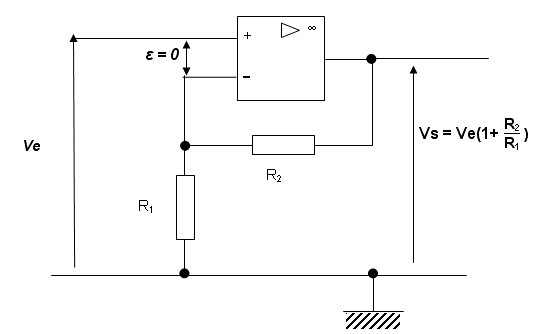 + ▷ ∞
ε = 0
–
Vs = Ve(1+ R₂/R₁ )
Ve
R₂
R₁